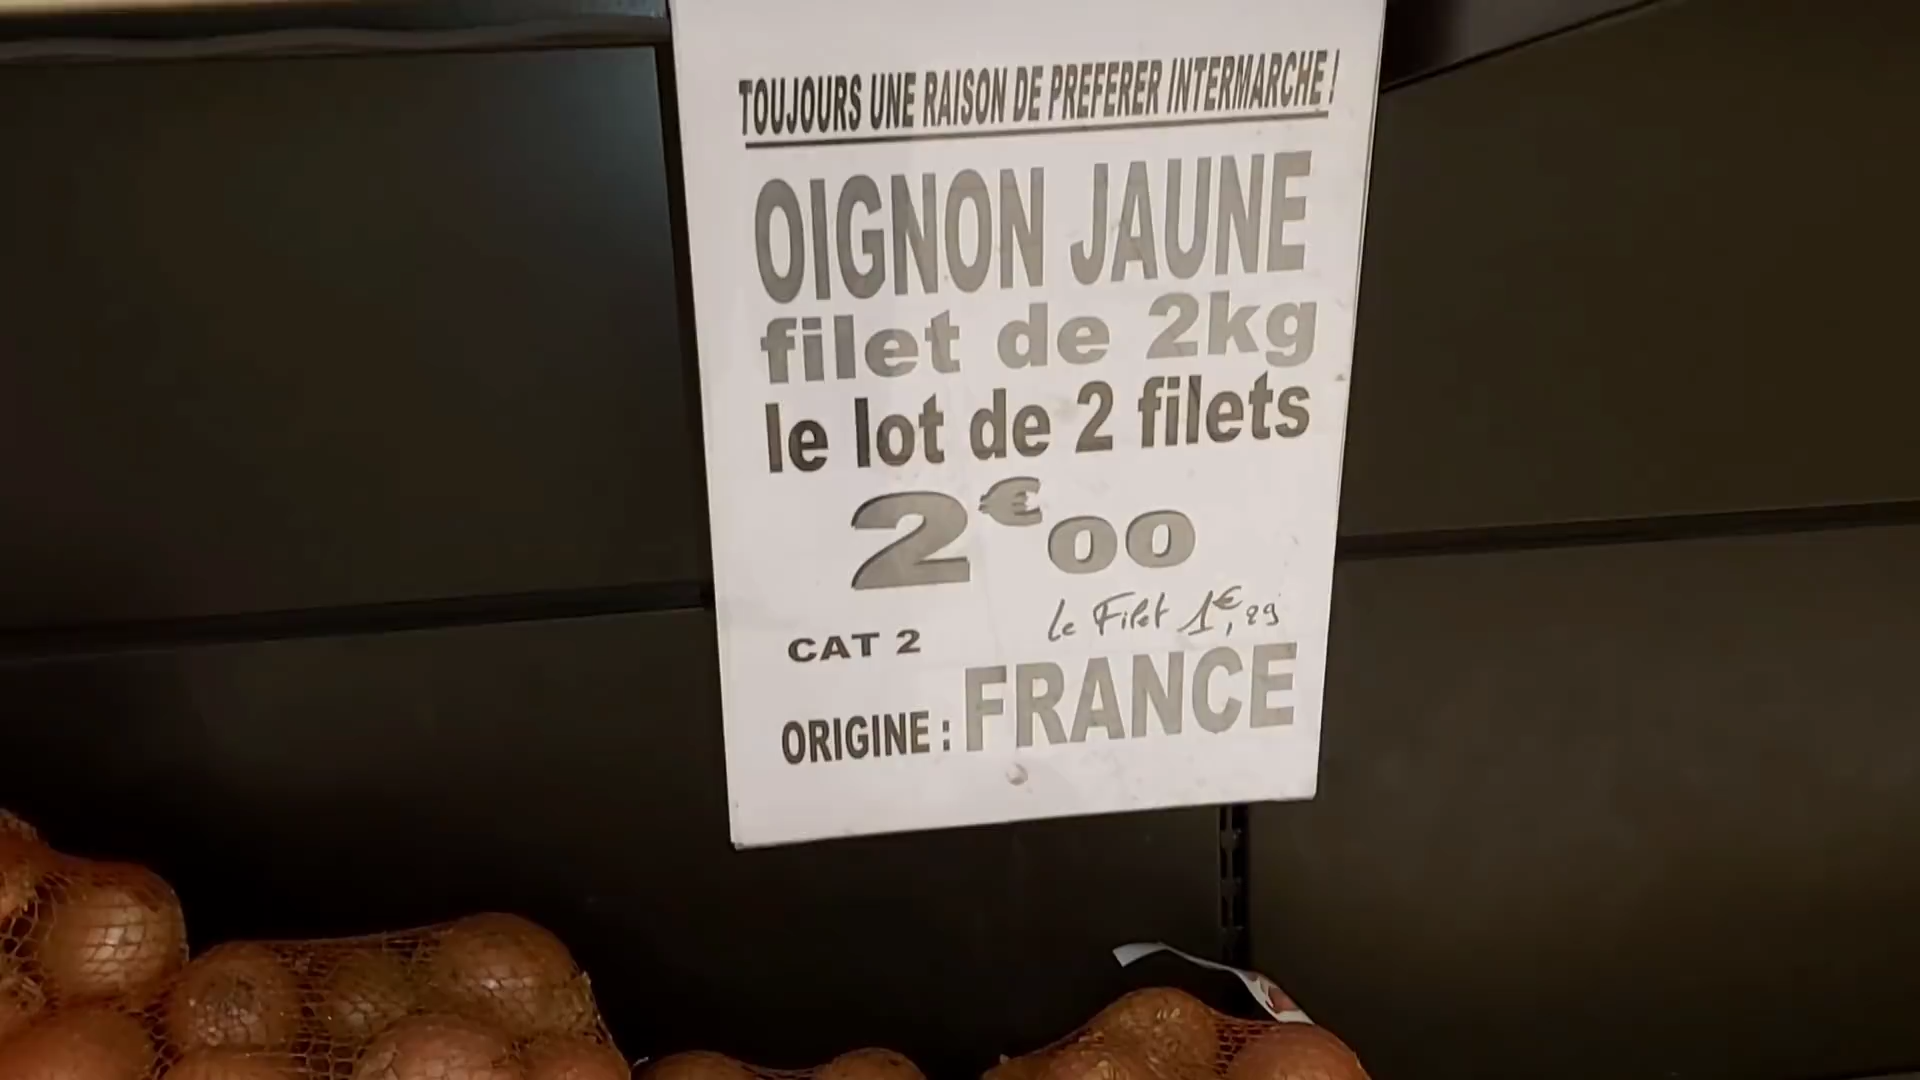 TOUJOURS UNE RAISON DE PREFERER INTERMARCHE !
OIGNON JAUNE
filet de 2kg
le lot de 2 filets
2€00
Le Filet 1€,29
CAT 2
ORIGINE : FRANCE